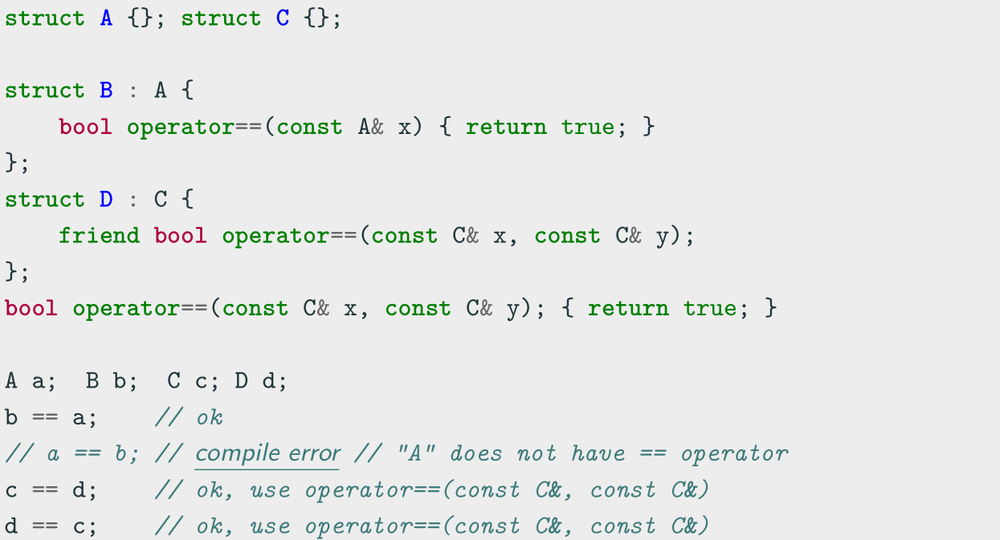 struct A {}; struct C {};
struct B : A {
    bool operator==(const A& x) { return true; }
};
struct D : C {
    friend bool operator==(const C& x, const C& y);
};
bool operator==(const C& x, const C& y); { return true; }
A a;  B b;  C c; D d;
b == a;    // ok
// a == b; // compile error // "A" does not have == operator
c == d;    // ok, use operator==(const C&, const C&)
d == c;    // ok, use operator==(const C&, const C&)